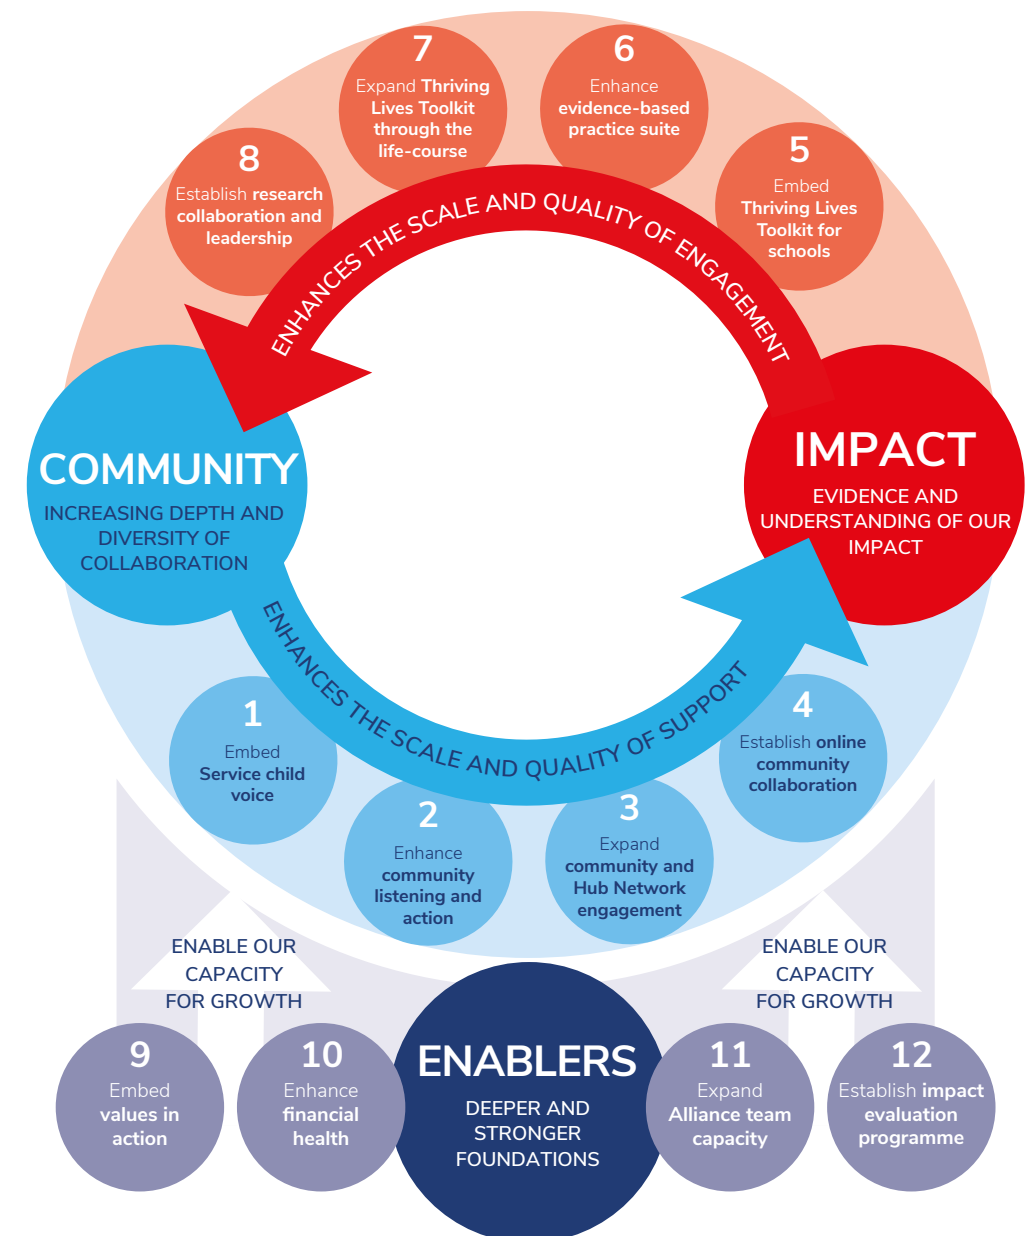 7
Expand Thriving
Lives Toolkit
through the
life-course
6
Enhance
evidence-based
practice suite
8
Establish research
collaboration and
leadership
5
Embed
Thriving Lives
Toolkit for
schools
ENHANCES THE SCALE AND QUALITY OF ENGAGEMENT
COMMUNITY
INCREASING DEPTH AND
DIVERSITY OF
COLLABORATION
IMPACT
EVIDENCE AND
UNDERSTANDING OF OUR
IMPACT
ENHANCES THE SCALE AND QUALITY OF SUPPORT
1
Embed
Service child
voice
2
Enhance
community
listening and
action
3
Expand
community and
Hub Network
engagement
4
Establish online
community
collaboration
ENABLE OUR
CAPACITY
FOR GROWTH
ENABLE OUR
CAPACITY
FOR GROWTH
9
Embed
values in
action
10
Enhance
financial
health
ENABLERS
DEEPER AND
STRONGER
FOUNDATIONS
11
Expand
Alliance team
capacity
12
Establish impact
evaluation
programme